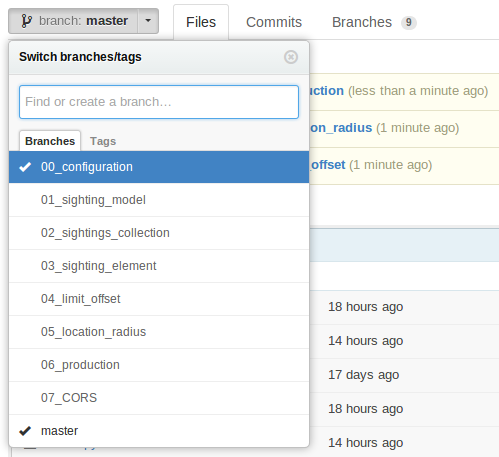 branch: master
Files
Commits
Branches 9
Switch branches/tags
Find or create a branch…
uction (less than a minute ago)
on_radius (1 minute ago)
offset (1 minute ago)
Branches
Tags
00_configuration
01_sighting_model
02_sightings_collection
03_sighting_element
04_limit_offset
18 hours ago
05_location_radius
14 hours ago
06_production
17 days ago
07_CORS
18 hours ago
master
14 hours ago